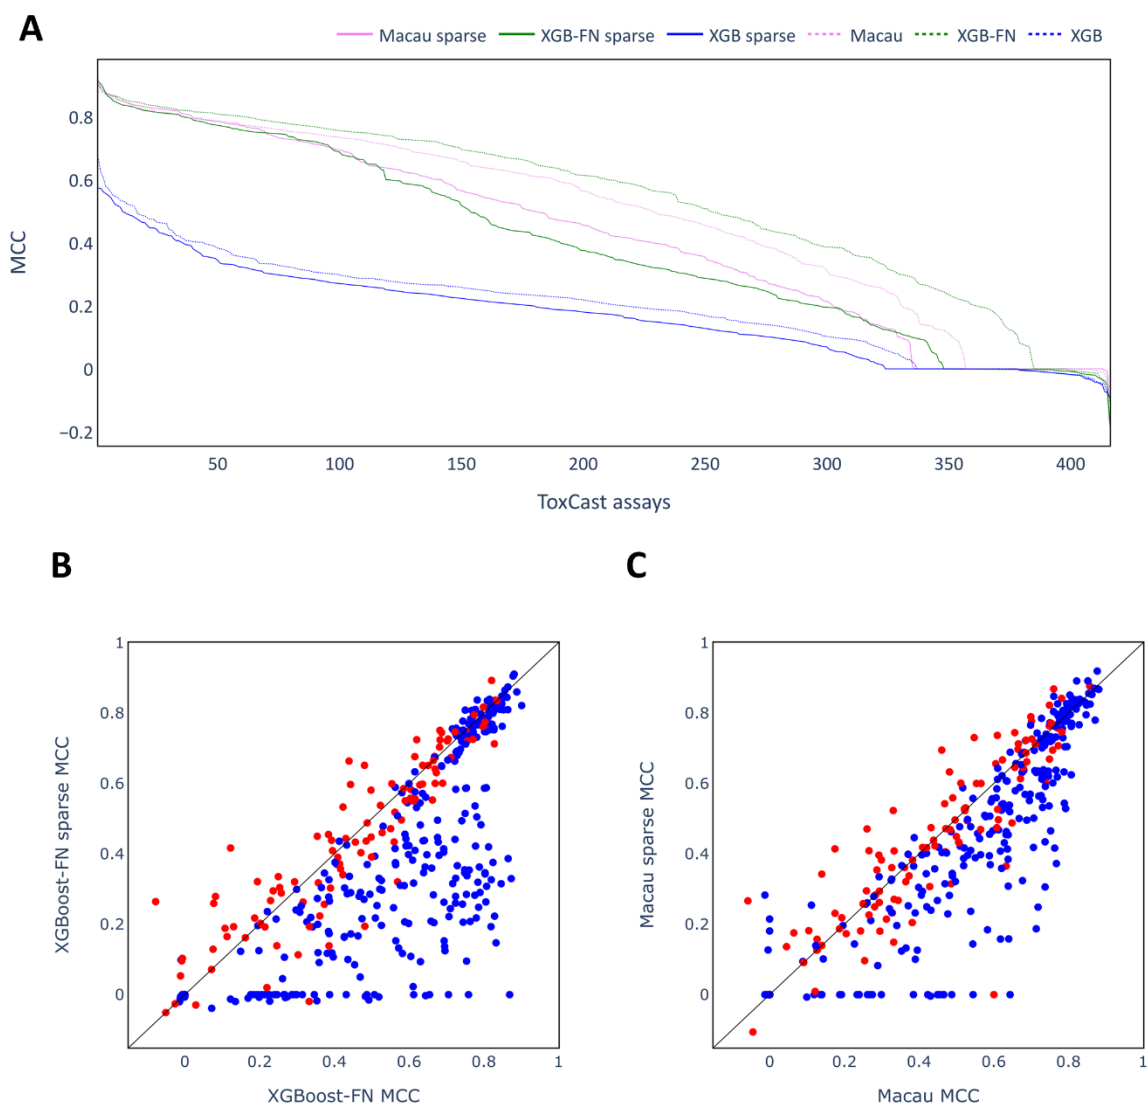 A
Macau sparse XGB-FN sparse XGB sparse Macau XGB-FN XGB
0.8
0.6
0.4
0.2
0
−0.2
MCC
50 100 150 200 250 300 350 400
ToxCast assays
B
1
0.8
0.6
0.4
0.2
0
XGBoost-FN sparse MCC
0 0.2 0.4 0.6 0.8 1
XGBoost-FN MCC
C
1
0.8
0.6
0.4
0.2
0
Macau sparse MCC
0 0.2 0.4 0.6 0.8 1
Macau MCC